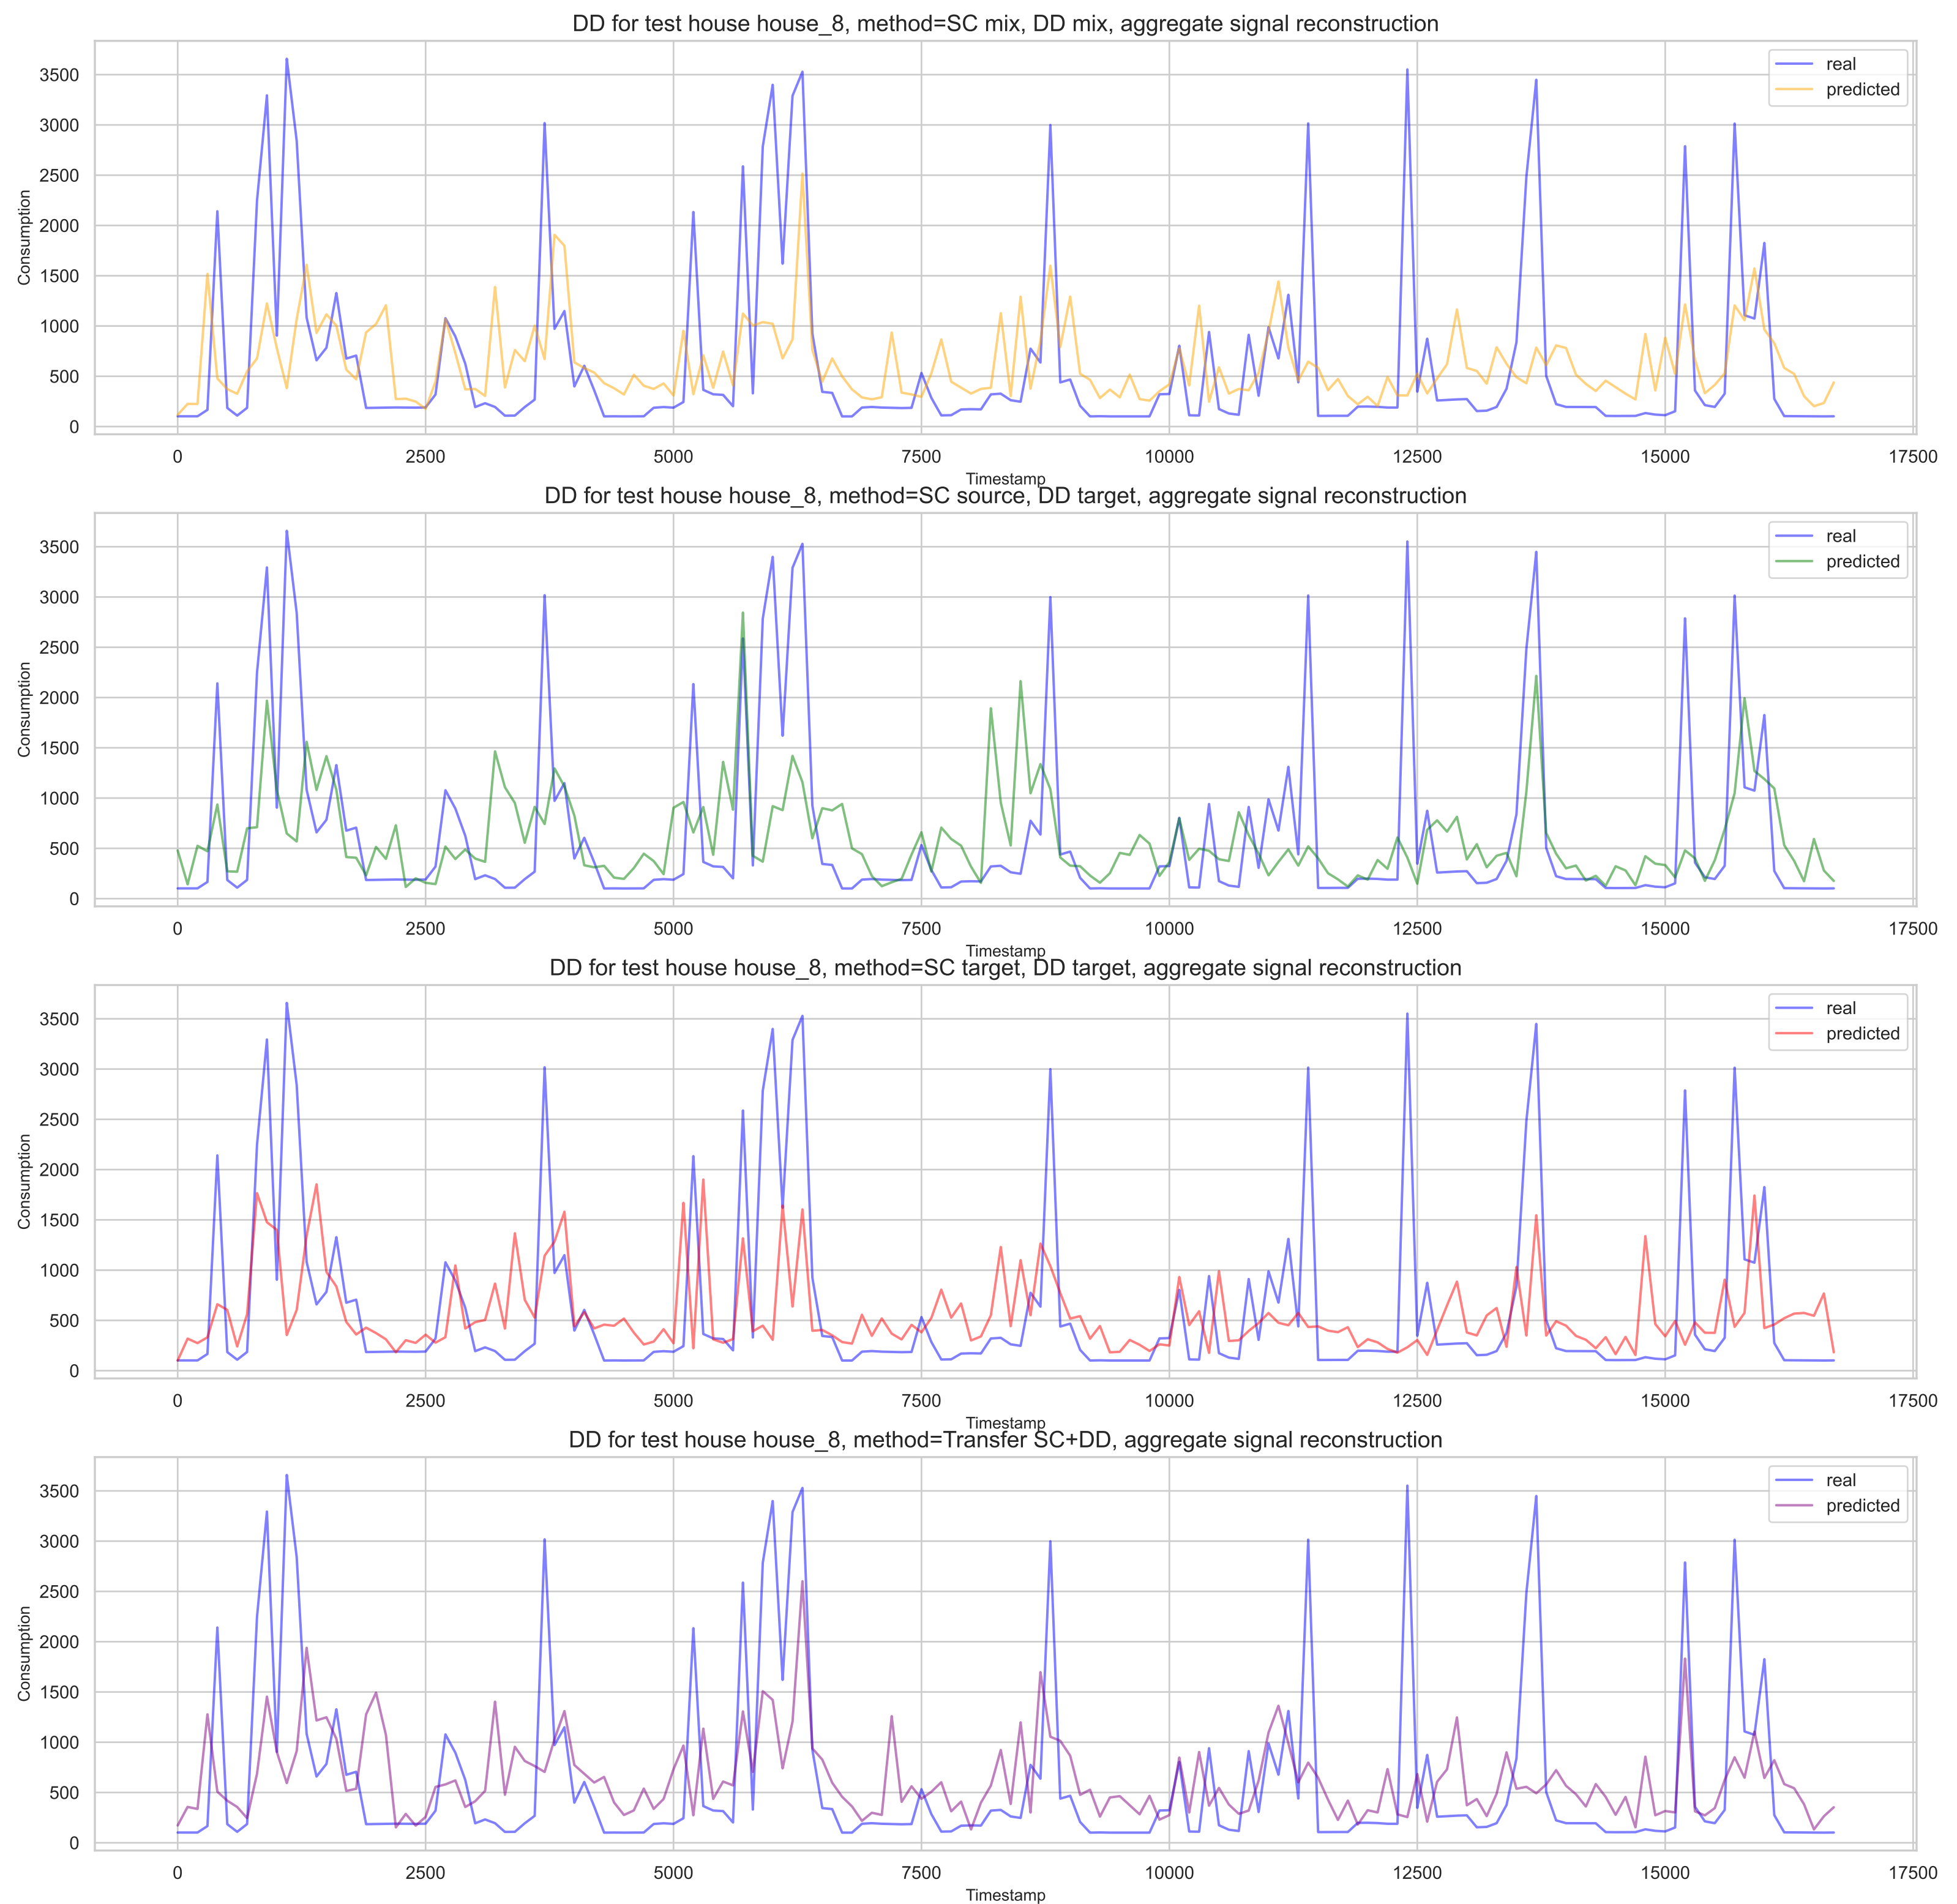 DD for test house house_8, method=SC mix, DD mix, aggregate signal reconstruction
real
predicted
3500
3000
2500
2000
1500
1000
500
0
Consumption
0 2500 5000 7500 10000 12500 15000 17500
Timestamp
DD for test house house_8, method=SC source, DD target, aggregate signal reconstruction
real
predicted
3500
3000
2500
2000
1500
1000
500
0
Consumption
0 2500 5000 7500 10000 12500 15000 17500
Timestamp
DD for test house house_8, method=SC target, DD target, aggregate signal reconstruction
real
predicted
3500
3000
2500
2000
1500
1000
500
0
Consumption
0 2500 5000 7500 10000 12500 15000 17500
Timestamp
DD for test house house_8, method=Transfer SC+DD, aggregate signal reconstruction
real
predicted
3500
3000
2500
2000
1500
1000
500
0
Consumption
0 2500 5000 7500 10000 12500 15000 17500
Timestamp